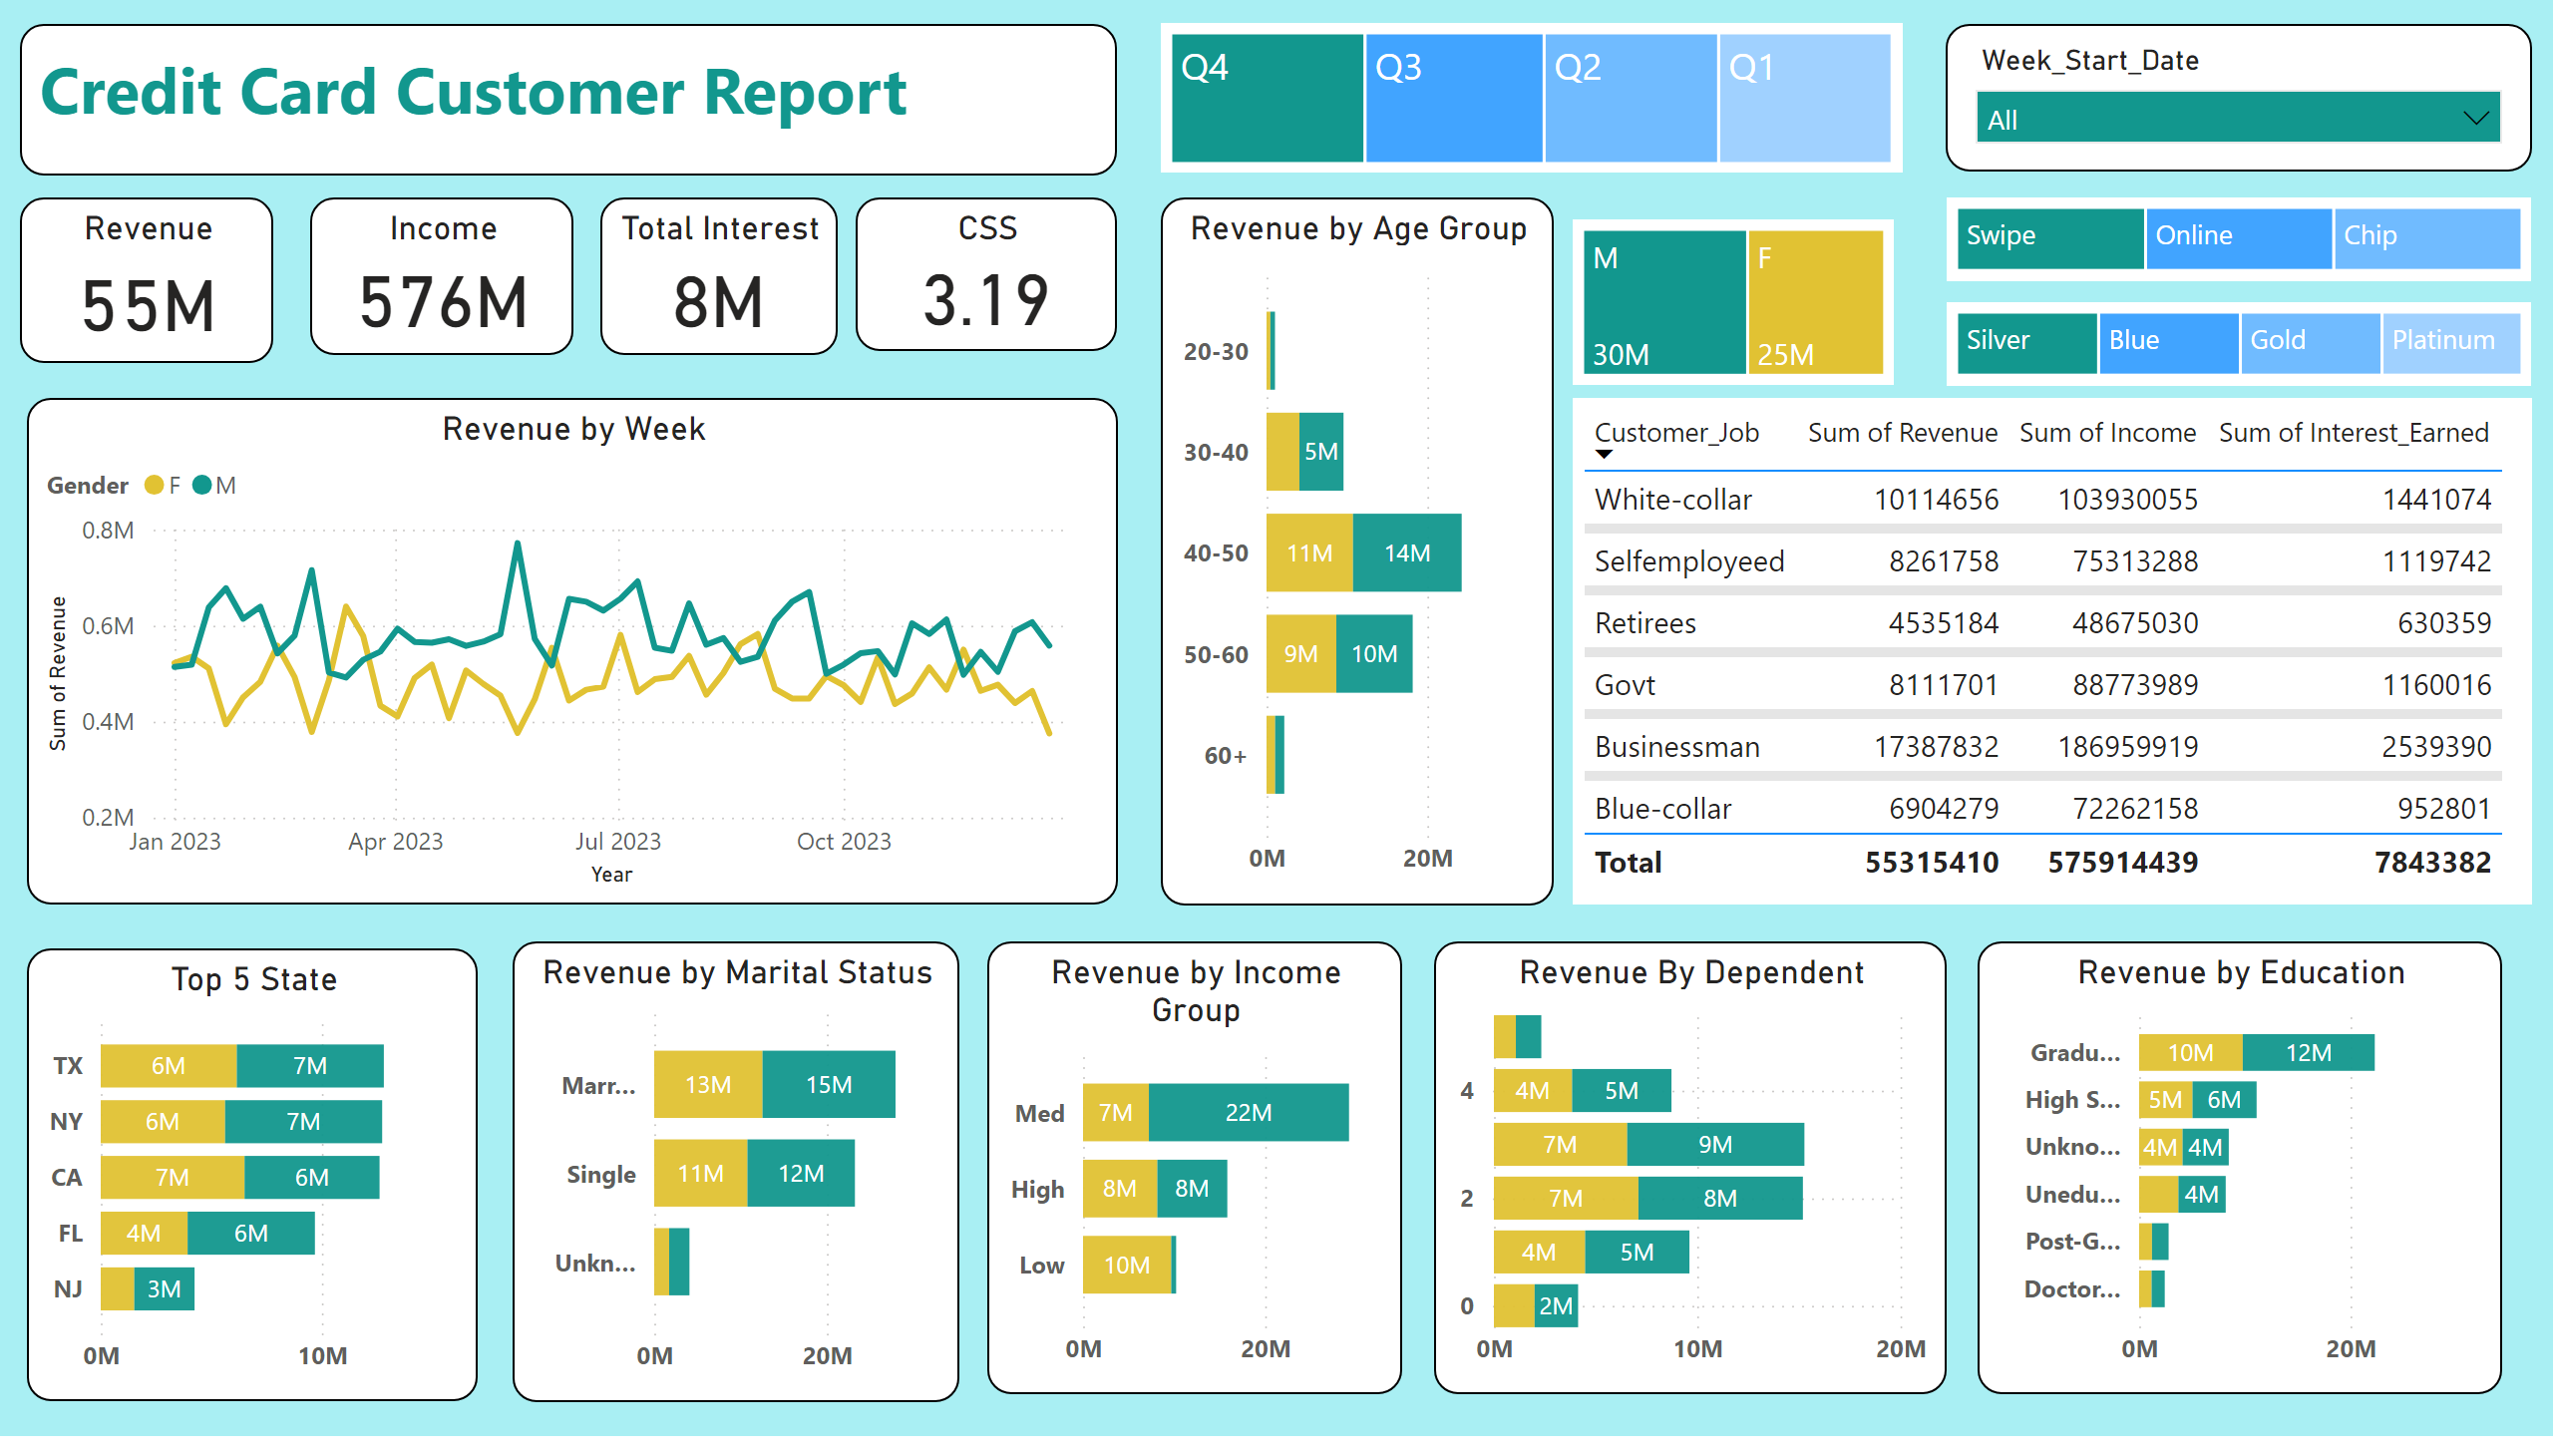 Credit Card Customer Report
Q4 Q3 Q2 Q1
Week_Start_Date
All
Revenue
55M
Income
576M
Total Interest
8M
CSS
3.19
Revenue by Age Group
20-30
30-40 5M
40-50 11M 14M
50-60 9M 10M
60+
0M 20M
M 30M
F 25M
Swipe Online Chip
Silver Blue Gold Platinum
Revenue by Week
Gender F M
Sum of Revenue
0.8M
0.6M
0.4M
0.2M
Jan 2023 Apr 2023 Jul 2023 Oct 2023
Year
Customer_Job Sum of Revenue Sum of Income Sum of Interest_Earned
White-collar 10114656 103930055 1441074
Selfemployeed 8261758 75313288 1119742
Retirees 4535184 48675030 630359
Govt 8111701 88773989 1160016
Businessman 17387832 186959919 2539390
Blue-collar 6904279 72262158 952801
Total 55315410 575914439 7843382
Top 5 State
TX 6M 7M
NY 6M 7M
CA 7M 6M
FL 4M 6M
NJ 3M
0M 10M
Revenue by Marital Status
Marr... 13M 15M
Single 11M 12M
Unkn...
0M 20M
Revenue by Income
Group
Med 7M 22M
High 8M 8M
Low 10M
0M 20M
Revenue By Dependent
4 4M 5M
7M 9M
2 7M 8M
4M 5M
0 2M
0M 10M 20M
Revenue by Education
Gradu... 10M 12M
High S... 5M 6M
Unkno... 4M 4M
Unedu... 4M
Post-G...
Doctor...
0M 20M